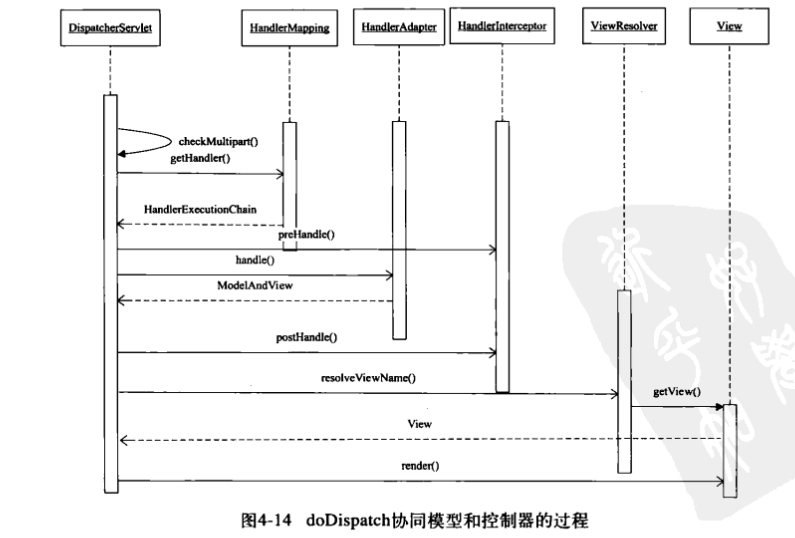 DispatcherServlet
HandlerMapping
HandlerAdapter
HandlerInterceptor
ViewResolver
View
checkMultipart()
getHandler()
HandlerExecutionChain
preHandle()
handle()
ModelAndView
postHandle()
resolveViewName()
getView()
View
render()
图4-14 doDispatch协同模型和控制器的过程